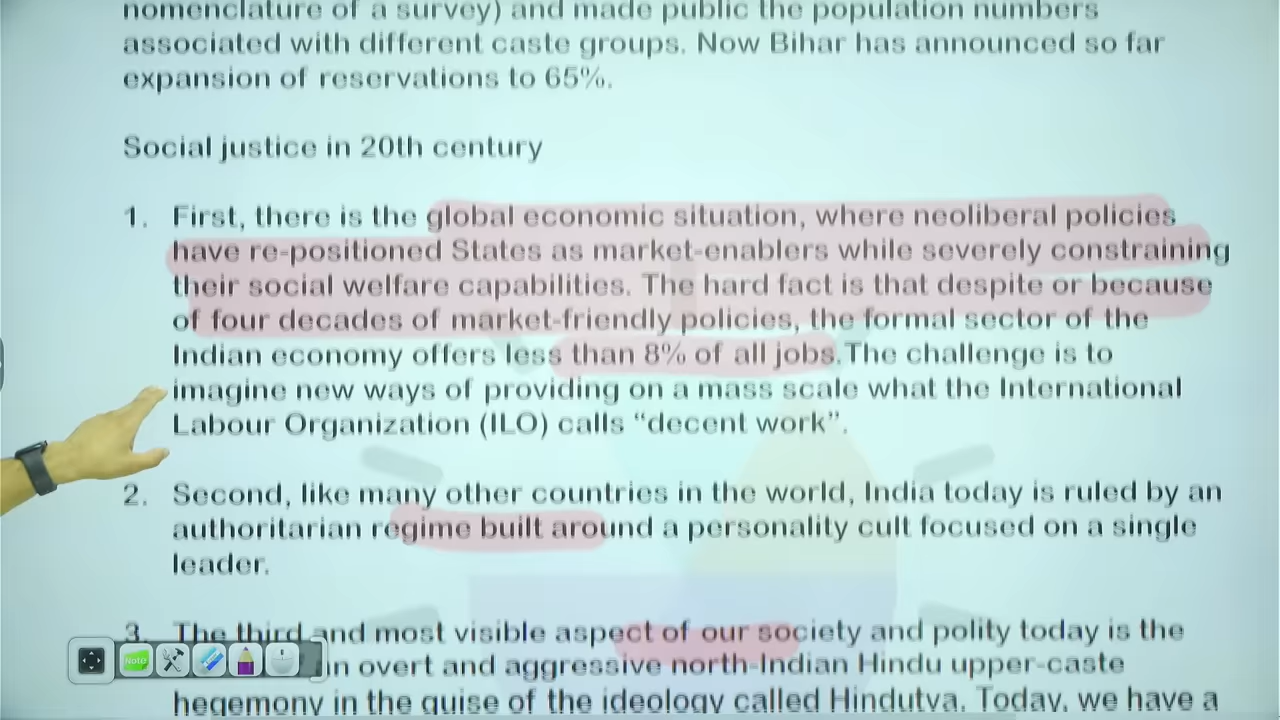 nomenclature of a survey) and made public the population numbers
associated with different caste groups. Now Bihar has announced so far
expansion of reservations to 65%.
Social justice in 20th century
1. First, there is the global economic situation, where neoliberal policies
have re-positioned States as market-enablers while severely constraining
their social welfare capabilities. The hard fact is that despite or because
of four decades of market-friendly policies, the formal sector of the
Indian economy offers less than 8% of all jobs.The challenge is to
imagine new ways of providing on a mass scale what the International
Labour Organization (ILO) calls “decent work”.
2. Second, like many other countries in the world, India today is ruled by an
authoritarian regime built around a personality cult focused on a single
leader.
3. The third and most visible aspect of our society and polity today is the
an overt and aggressive north-Indian Hindu upper-caste
hegemony in the guise of the ideology called Hindutva. Today, we have a
Note